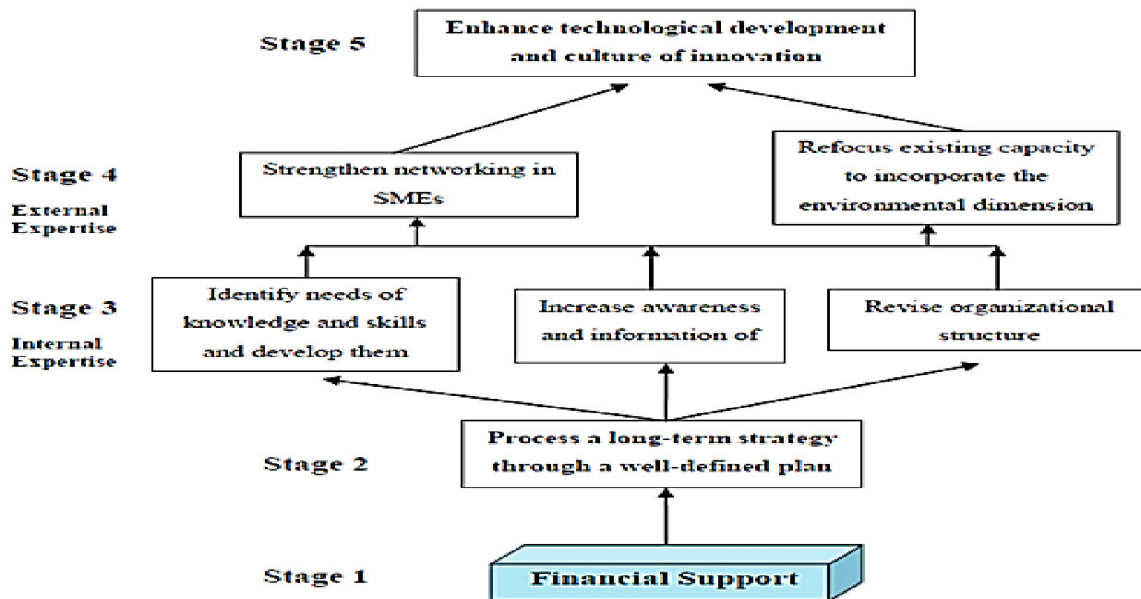 Stage 5
Enhance technological development
and culture of innovation
Stage 4
External
Expertise
Strengthen networking in
SMEs
Refocus existing capacity
to incorporate the
environmental dimension
Stage 3
Internal
Expertise
Identify needs of
knowledge and skills
and develop them
Increase awareness
and information of
Revise organizational
structure
Stage 2
Process a long-term strategy
through a well-defined plan
Stage 1
Financial Support